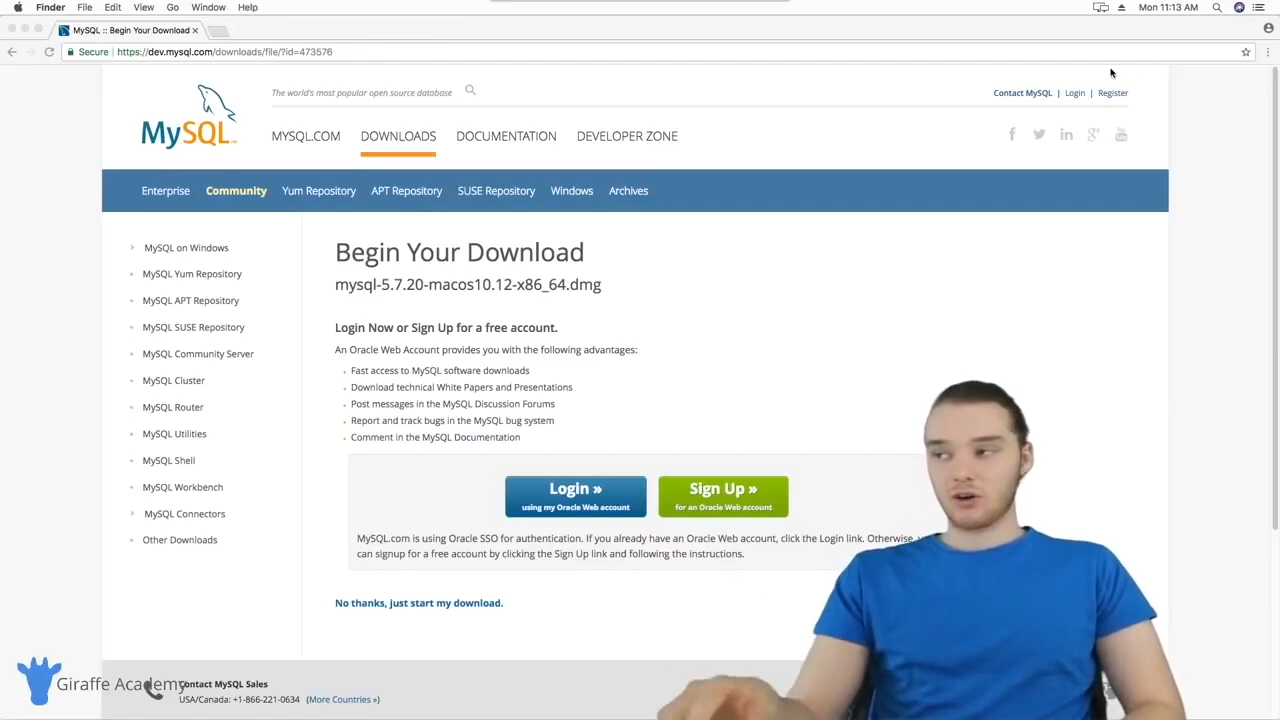 Finder File Edit View Go Window Help Mon 11:13 AM
MySQL :: Begin Your Download
Secure https://dev.mysql.com/downloads/file/?id=473576
The world's most popular open source database
Contact MySQL | Login | Register
MySQL
MYSQL.COM DOWNLOADS DOCUMENTATION DEVELOPER ZONE
Enterprise Community Yum Repository APT Repository SUSE Repository Windows Archives
MySQL on Windows
MySQL Yum Repository
MySQL APT Repository
MySQL SUSE Repository
MySQL Community Server
MySQL Cluster
MySQL Router
MySQL Utilities
MySQL Shell
MySQL Workbench
MySQL Connectors
Other Downloads
Begin Your Download
mysql-5.7.20-macos10.12-x86_64.dmg
Login Now or Sign Up for a free account.
An Oracle Web Account provides you with the following advantages:
Fast access to MySQL software downloads
Download technical White Papers and Presentations
Post messages in the MySQL Discussion Forums
Report and track bugs in the MySQL bug system
Comment in the MySQL Documentation
Login »
using my Oracle Web account
Sign Up »
for an Oracle Web account
MySQL.com is using Oracle SSO for authentication. If you already have an Oracle Web account, click the Login link. Otherwise,
can signup for a free account by clicking the Sign Up link and following the instructions.
No thanks, just start my download.
Giraffe Academy
Contact MySQL Sales
USA/Canada: +1-866-221-0634 (More Countries »)